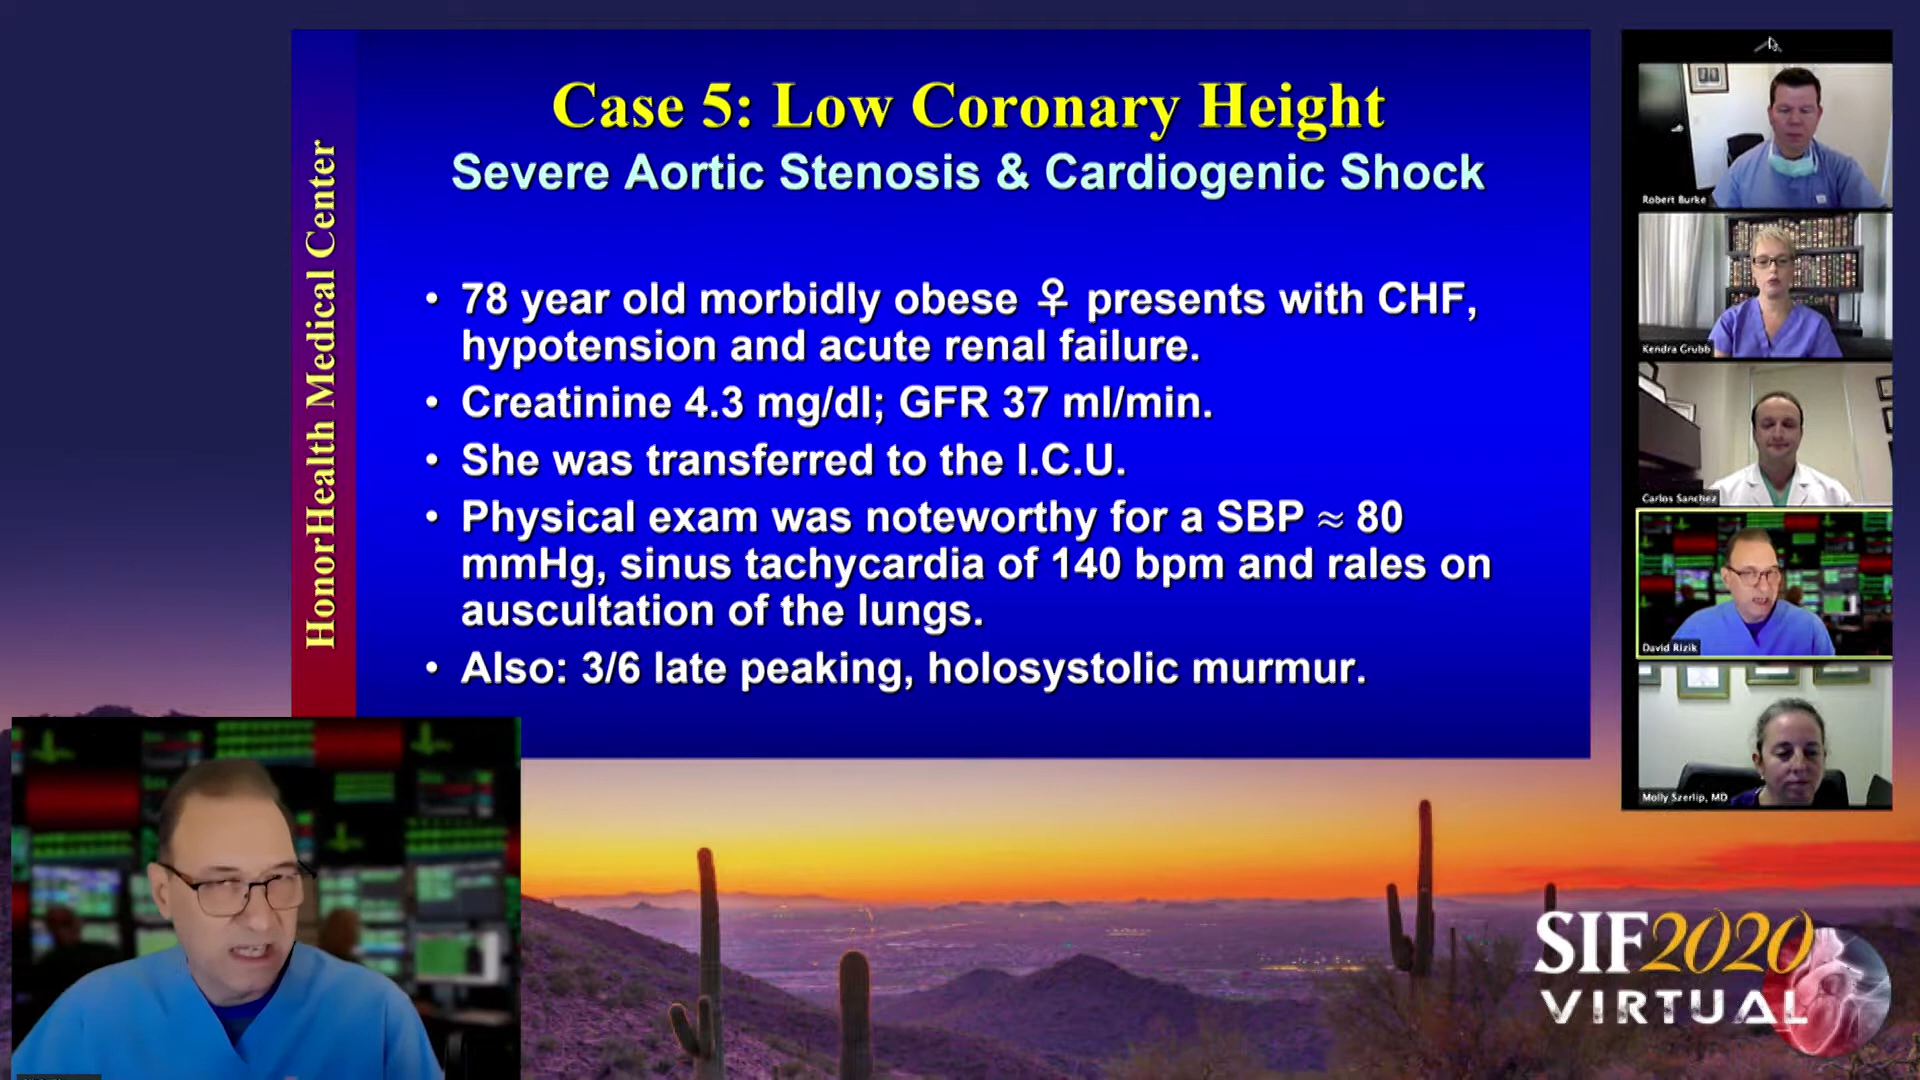 Case 5: Low Coronary Height
Severe Aortic Stenosis & Cardiogenic Shock
HonorHealth Medical Center
• 78 year old morbidly obese ♀ presents with CHF,
hypotension and acute renal failure.
• Creatinine 4.3 mg/dl; GFR 37 ml/min.
• She was transferred to the I.C.U.
• Physical exam was noteworthy for a SBP ≈ 80
mmHg, sinus tachycardia of 140 bpm and rales on
auscultation of the lungs.
• Also: 3/6 late peaking, holosystolic murmur.
Robert Burke
Kendra Grubb
Carlos Sanchez
David Rizik
Molly Szerlip, MD
SIF2020
VIRTUAL